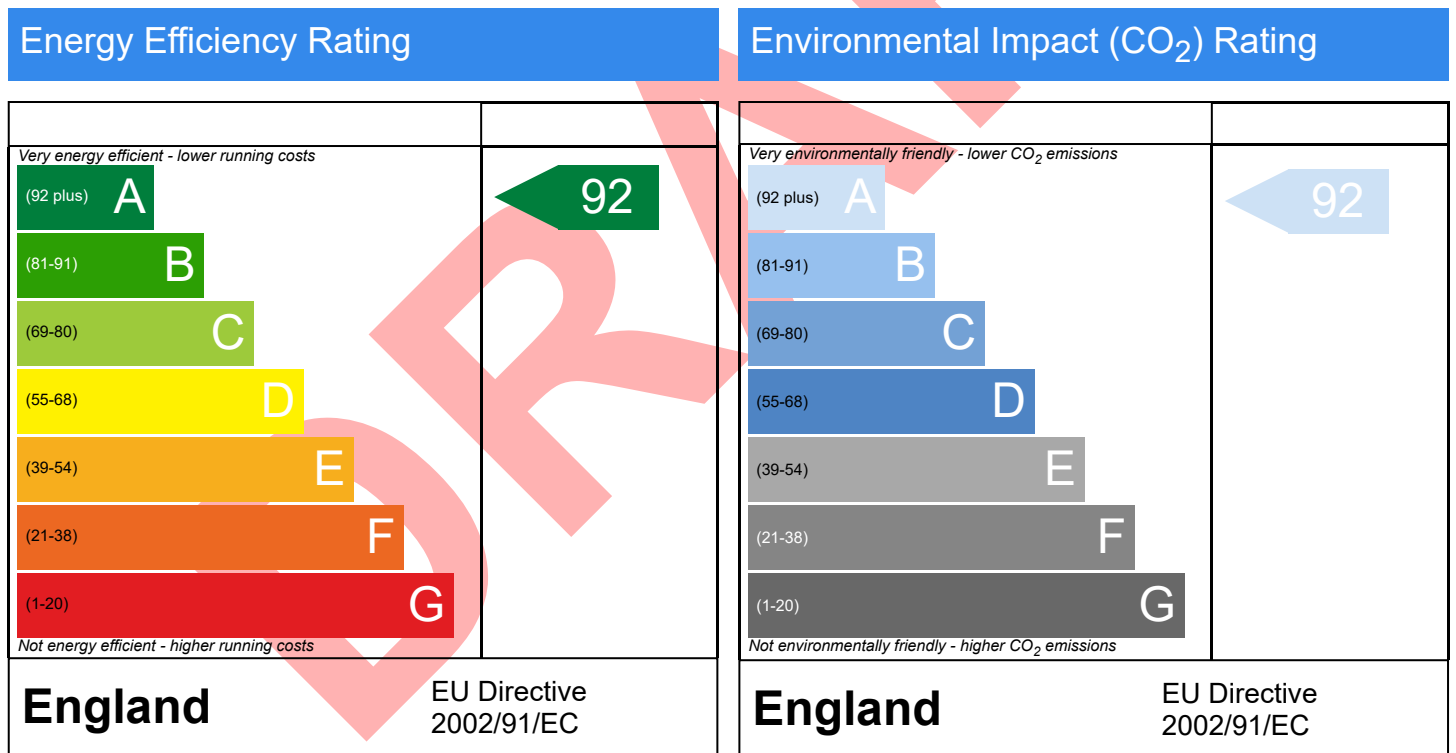 Energy Efficiency Rating
Very energy efficient - lower running costs
(92 plus) A
92
(81-91) B
(69-80) C
(55-68) D
(39-54) E
(21-38) F
(1-20) G
Not energy efficient - higher running costs
England
EU Directive
2002/91/EC
Environmental Impact (CO₂) Rating
Very environmentally friendly - lower CO₂ emissions
(92 plus) A
92
(81-91) B
(69-80) C
(55-68) D
(39-54) E
(21-38) F
(1-20) G
Not environmentally friendly - higher CO₂ emissions
England
EU Directive
2002/91/EC